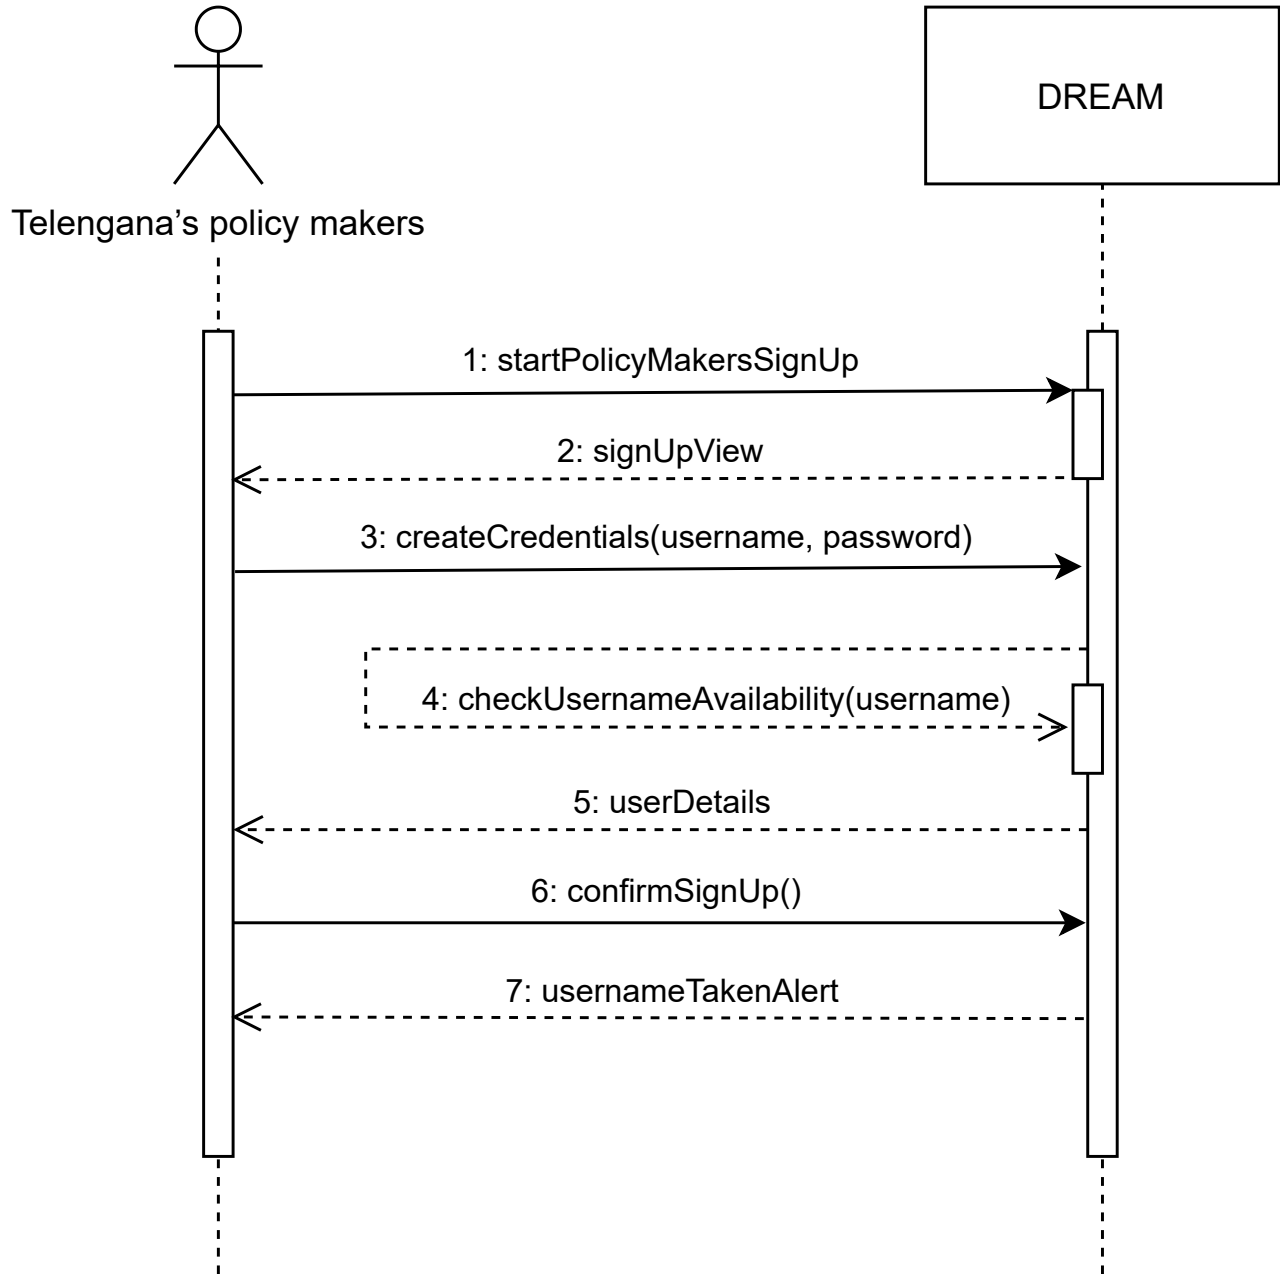 DREAM
Telengana’s policy makers
1: startPolicyMakersSignUp
2: signUpView
3: createCredentials(username, password)
4: checkUsernameAvailability(username)
5: userDetails
6: confirmSignUp()
7: usernameTakenAlert